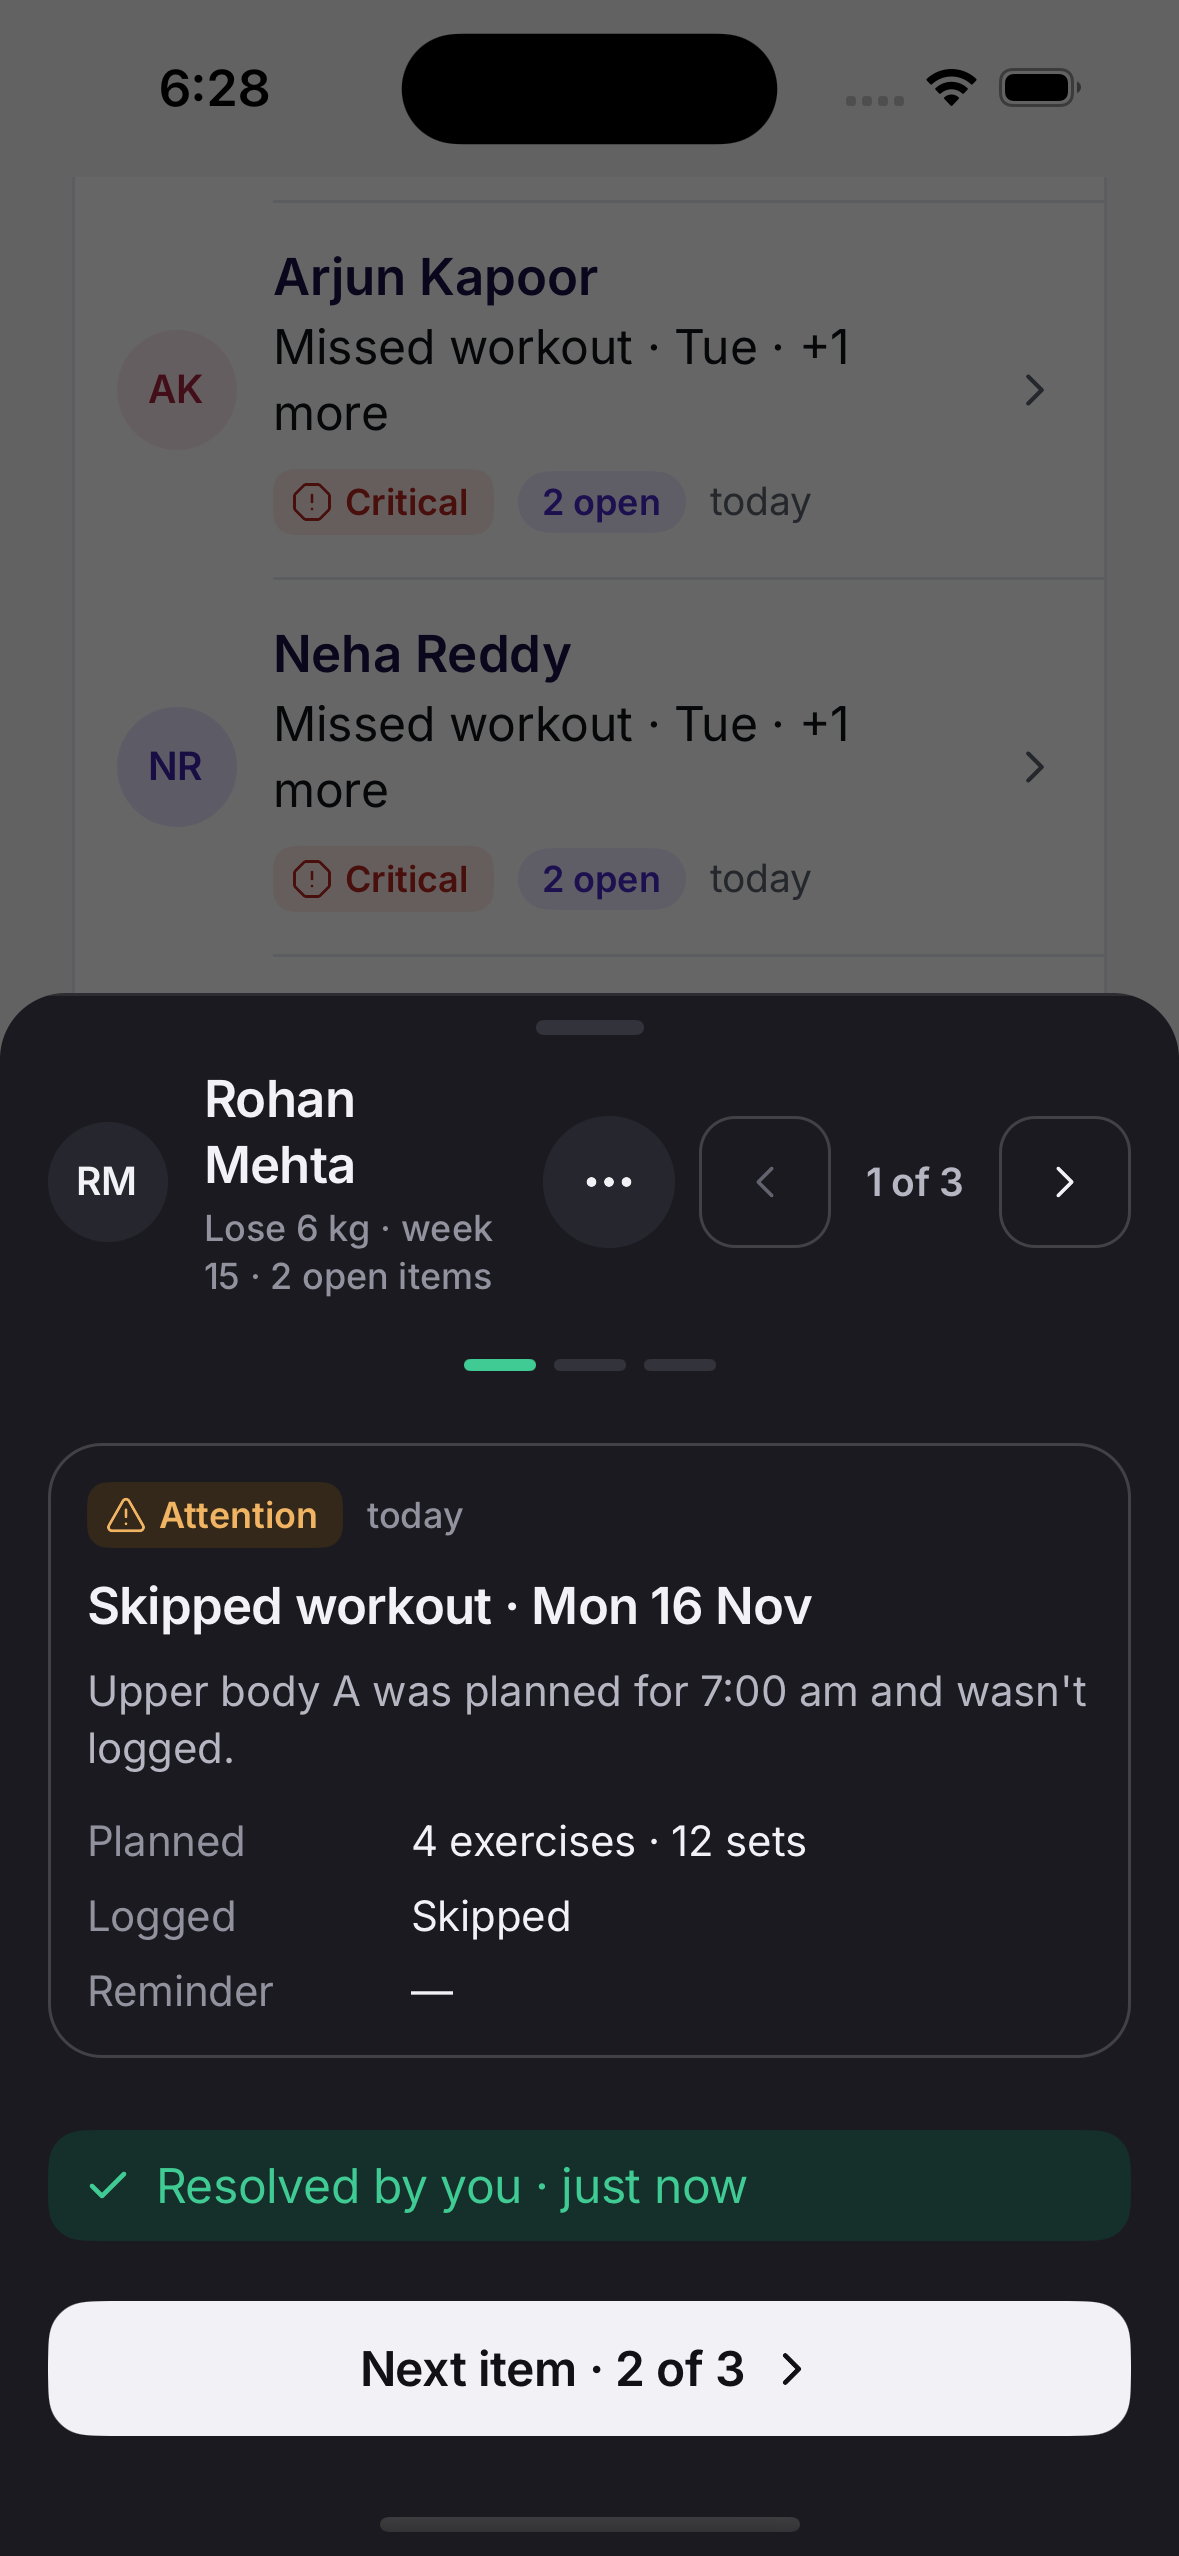 6:28
Arjun Kapoor
AK
Missed workout · Tue · +1
more
Critical
2 open
today
Neha Reddy
NR
Missed workout · Tue · +1
more
Critical
2 open
today
RM
Rohan
Mehta
Lose 6 kg · week
15 · 2 open items
1 of 3
Attention
today
Skipped workout · Mon 16 Nov
Upper body A was planned for 7:00 am and wasn't
logged.
Planned 4 exercises · 12 sets
Logged Skipped
Reminder —
Resolved by you · just now
Next item · 2 of 3